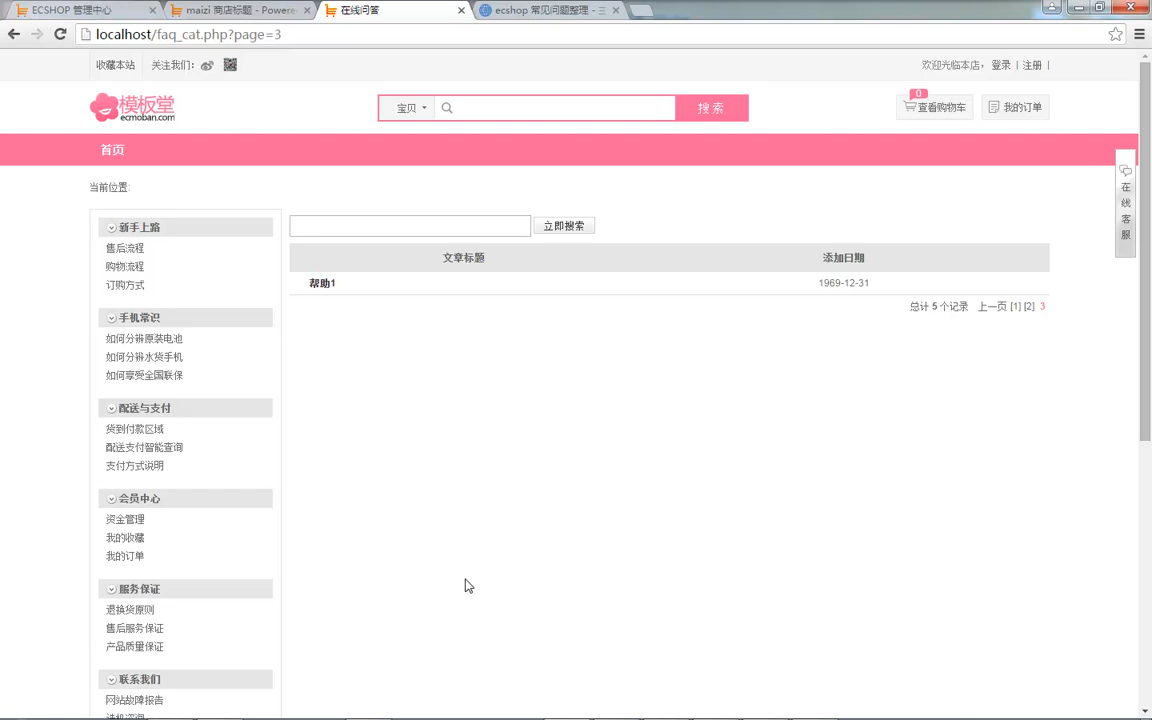 ECSHOP 管理中心
maizi 商店标题 - Powere
在线问答
ecshop 常见问题整理 - 三
localhost/faq_cat.php?page=3
收藏本站 关注我们:
欢迎光临本店， 登录 | 注册 |
模板堂
ecmoban.com
宝贝
搜索
0
查看购物车
我的订单
首页
在线客服
当前位置:
新手上路
售后流程
购物流程
订购方式
手机常识
如何分辨原装电池
如何分辨水货手机
如何享受全国联保
配送与支付
货到付款区域
配送支付智能查询
支付方式说明
会员中心
资金管理
我的收藏
我的订单
服务保证
退换货原则
售后服务保证
产品质量保证
联系我们
网站故障报告
立即搜索
文章标题 添加日期
帮助1 1969-12-31
总计 5 个记录 上一页 [1] [2] 3